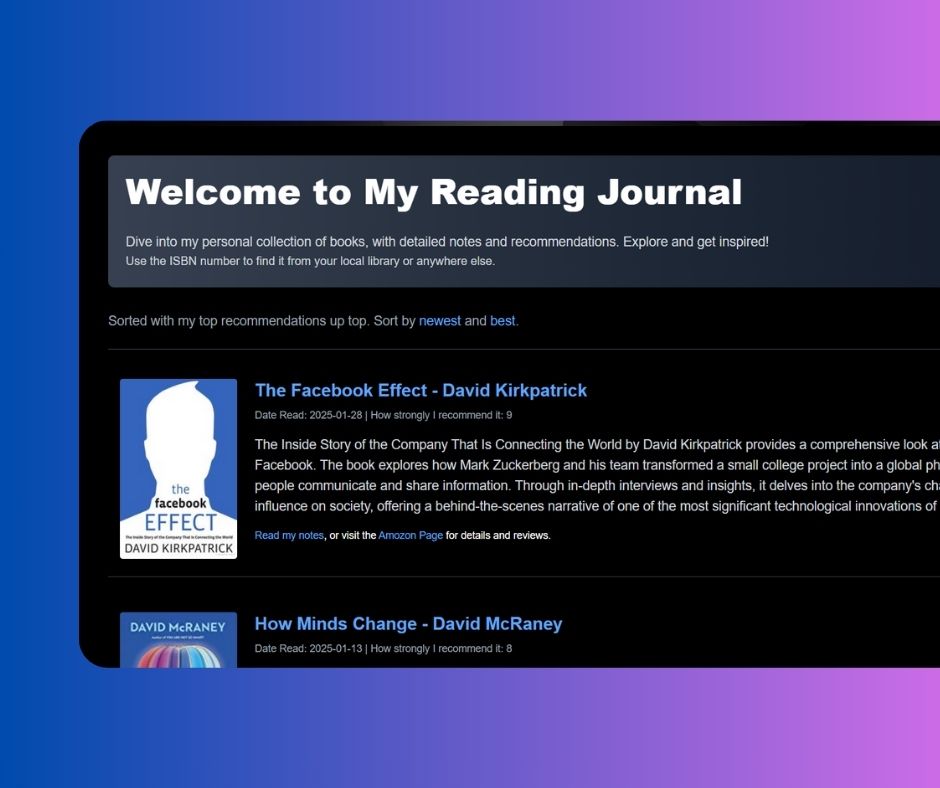 Welcome to My Reading Journal
Dive into my personal collection of books, with detailed notes and recommendations. Explore and get inspired!
Use the ISBN number to find it from your local library or anywhere else.
Sorted with my top recommendations up top. Sort by newest and best.
The Facebook Effect - David Kirkpatrick
Date Read: 2025-01-28 | How strongly I recommend it: 9
The Inside Story of the Company That Is Connecting the World by David Kirkpatrick provides a comprehensive look
Facebook. The book explores how Mark Zuckerberg and his team transformed a small college project into a global
people communicate and share information. Through in-depth interviews and insights, it delves into the company's
influence on society, offering a behind-the-scenes narrative of one of the most significant technological innovations of
Read my notes, or visit the Amozon Page for details and reviews.
the
facebook
EFFECT
The Inside Story of the Company That Is Connecting the World
DAVID KIRKPATRICK
How Minds Change - David McRaney
Date Read: 2025-01-13 | How strongly I recommend it: 8
DAVID McRANEY